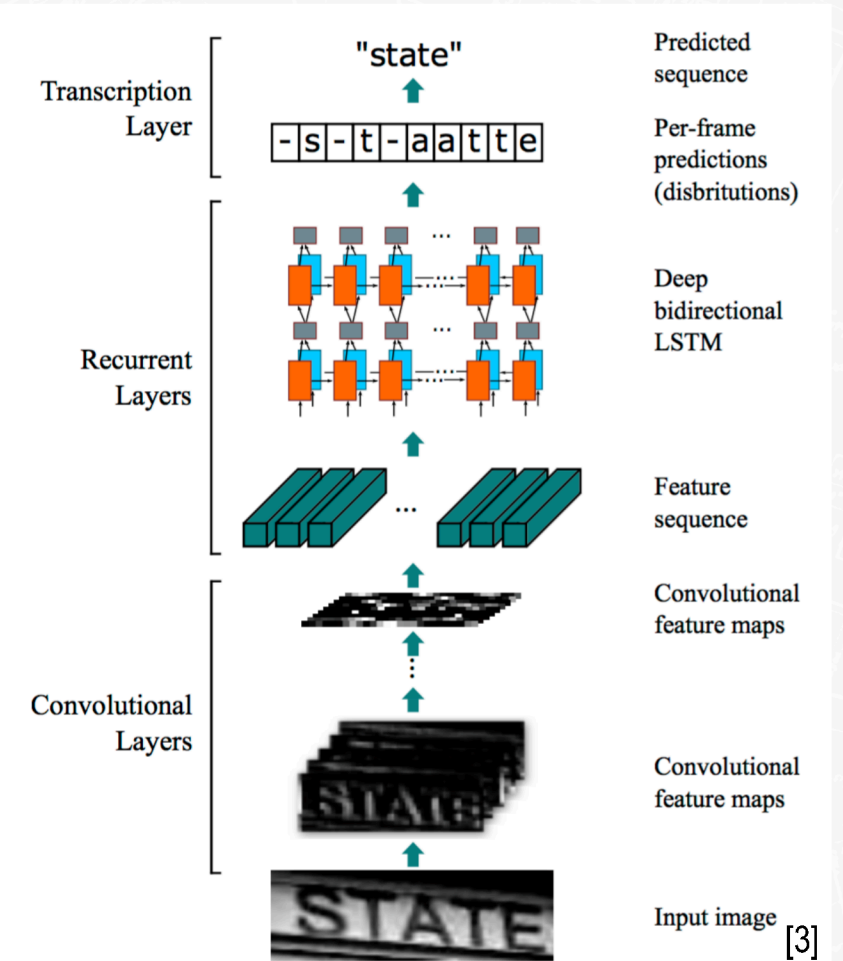 "state"
Predicted
sequence
Transcription
Layer
- s - t - a a t t e
Per-frame
predictions
(disbritutions)
...
...
Deep
bidirectional
LSTM
Recurrent
Layers
...
Feature
sequence
Convolutional
feature maps
Convolutional
Layers
STATE
Convolutional
feature maps
STATE
Input image
[3]